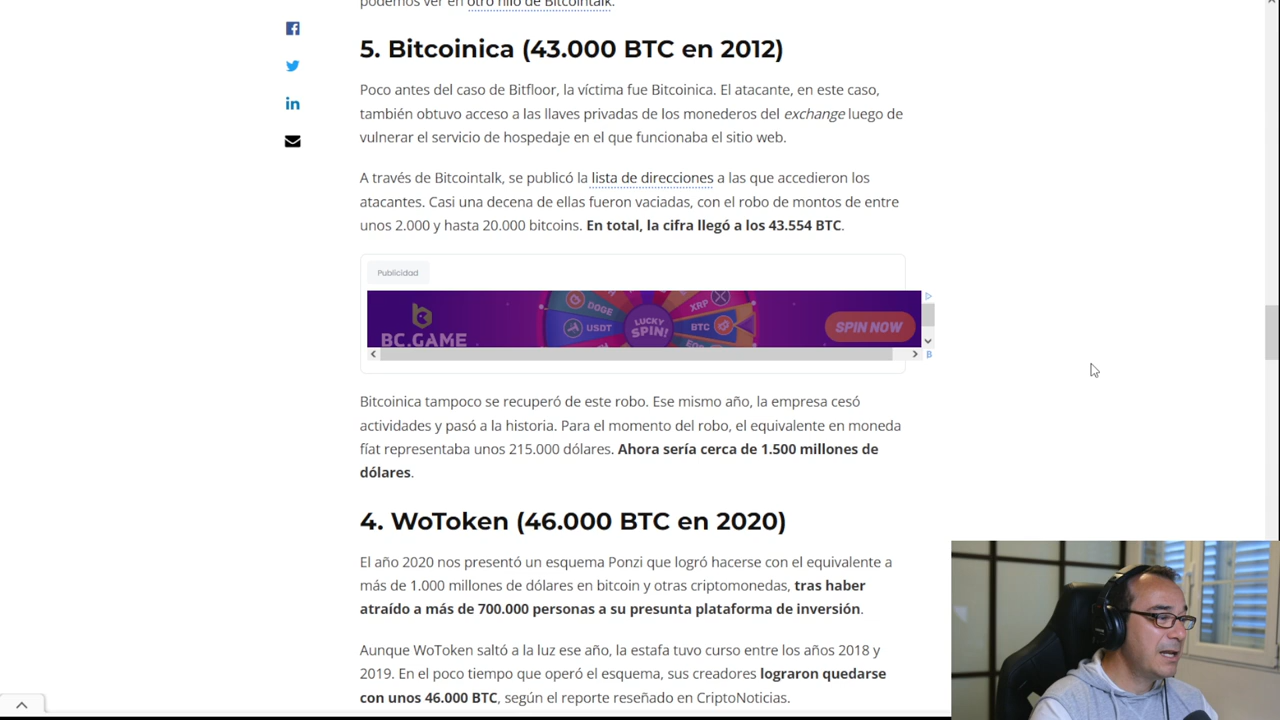 podemos ver en otro hilo de Bitcointalk.
5. Bitcoinica (43.000 BTC en 2012)
Poco antes del caso de Bitfloor, la víctima fue Bitcoinica. El atacante, en este caso,
también obtuvo acceso a las llaves privadas de los monederos del exchange luego de
vulnerar el servicio de hospedaje en el que funcionaba el sitio web.
A través de Bitcointalk, se publicó la lista de direcciones a las que accedieron los
atacantes. Casi una decena de ellas fueron vaciadas, con el robo de montos de entre
unos 2.000 y hasta 20.000 bitcoins. En total, la cifra llegó a los 43.554 BTC.
Publicidad
BC.GAME
DOGE
USDT
LUCKY
SPIN!
XRP
BTC
SPIN NOW
Bitcoinica tampoco se recuperó de este robo. Ese mismo año, la empresa cesó
actividades y pasó a la historia. Para el momento del robo, el equivalente en moneda
fíat representaba unos 215.000 dólares. Ahora sería cerca de 1.500 millones de
dólares.
4. WoToken (46.000 BTC en 2020)
El año 2020 nos presentó un esquema Ponzi que logró hacerse con el equivalente a
más de 1.000 millones de dólares en bitcoin y otras criptomonedas, tras haber
atraído a más de 700.000 personas a su presunta plataforma de inversión.
Aunque WoToken saltó a la luz ese año, la estafa tuvo curso entre los años 2018 y
2019. En el poco tiempo que operó el esquema, sus creadores lograron quedarse
con unos 46.000 BTC, según el reporte reseñado en CriptoNoticias.